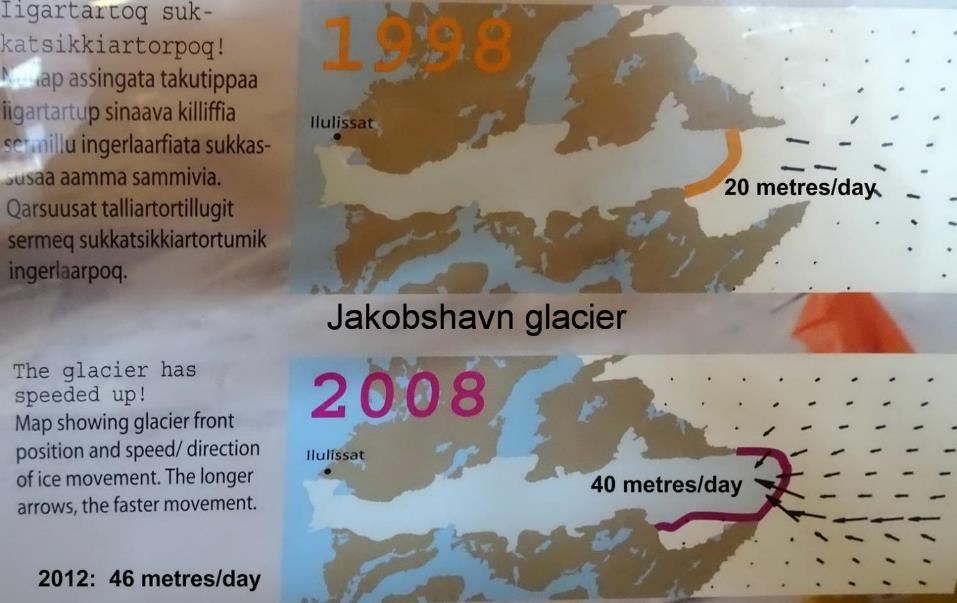 Iigartartoq suk-
katsikkiartorpoq!
assingata takutippaa
iigartartup sinaava killiffia
sermillu ingerlaarfiata sukkas-
susaa aamma sammivia.
Qarsuusat talliartortillugit
sermeq sukkatsikkiartortumik
ingerlaarpoq.
1998
Ilulissat
20 metres/day
Jakobshavn glacier
The glacier has
speeded up!
Map showing glacier front
position and speed/ direction
of ice movement. The longer
arrows, the faster movement.
2012: 46 metres/day
2008
Ilulissat
40 metres/day